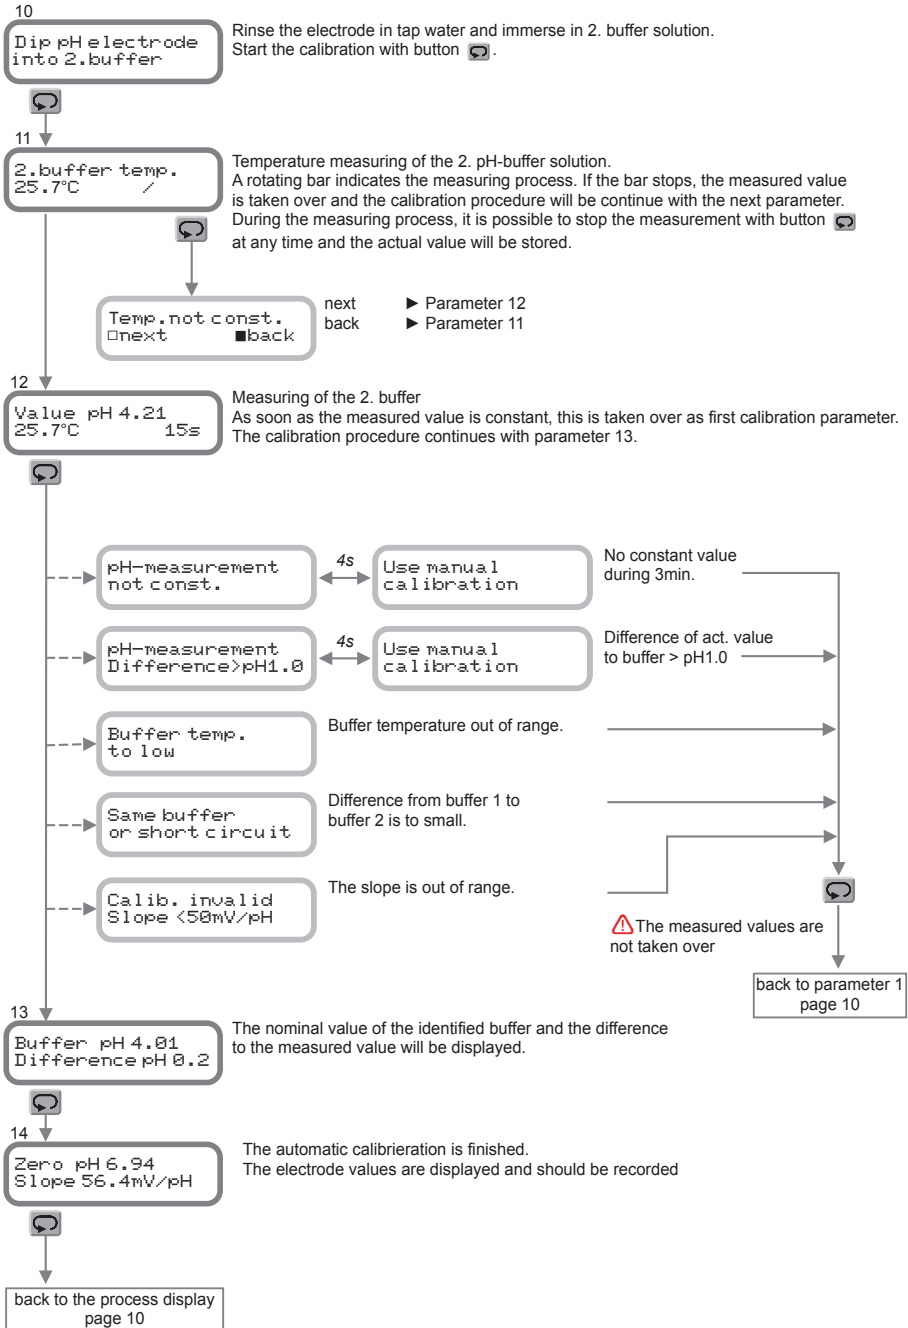 10
Dip pH electrode
into 2.buffer
Rinse the electrode in tap water and immerse in 2. buffer solution.
Start the calibration with button .
11
2.buffer temp.
25.7°C /
Temperature measuring of the 2. pH-buffer solution.
A rotating bar indicates the measuring process. If the bar stops, the measured value
is taken over and the calibration procedure will be continue with the next parameter.
During the measuring process, it is possible to stop the measurement with button
at any time and the actual value will be stored.
Temp.not const.
□next ■back
next ► Parameter 12
back ► Parameter 11
12
Value pH 4.21
25.7°C 15s
Measuring of the 2. buffer
As soon as the measured value is constant, this is taken over as first calibration parameter.
The calibration procedure continues with parameter 13.
pH-measurement
not const.
4s
Use manual
calibration
No constant value
during 3min.
pH-measurement
Difference>pH1.0
4s
Use manual
calibration
Difference of act. value
to buffer > pH1.0
Buffer temp.
to low
Buffer temperature out of range.
Same buffer
or short circuit
Difference from buffer 1 to
buffer 2 is to small.
Calib. invalid
Slope <50mV/pH
The slope is out of range.
The measured values are
not taken over
back to parameter 1
page 10
13
Buffer pH 4.01
Difference pH 0.2
The nominal value of the identified buffer and the difference
to the measured value will be displayed.
14
Zero pH 6.94
Slope 56.4mV/pH
The automatic calibrieration is finished.
The electrode values are displayed and should be recorded
back to the process display
page 10